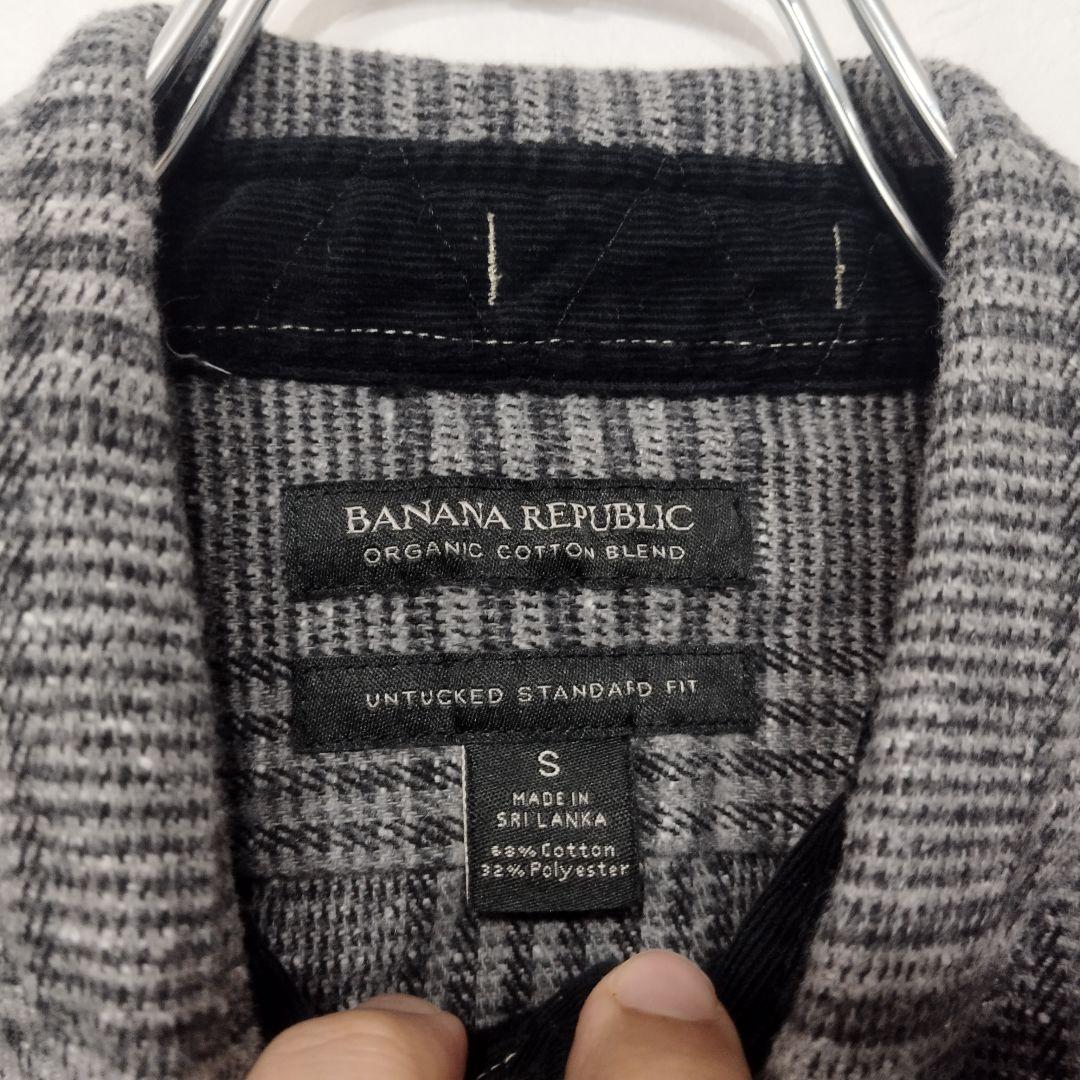 BANANA REPUBLIC
ORGANIC COTTON BLEND
UNTUCKED STANDARD FIT
S
MADE IN
SRI LANKA
68% Cotton
32% Polyester